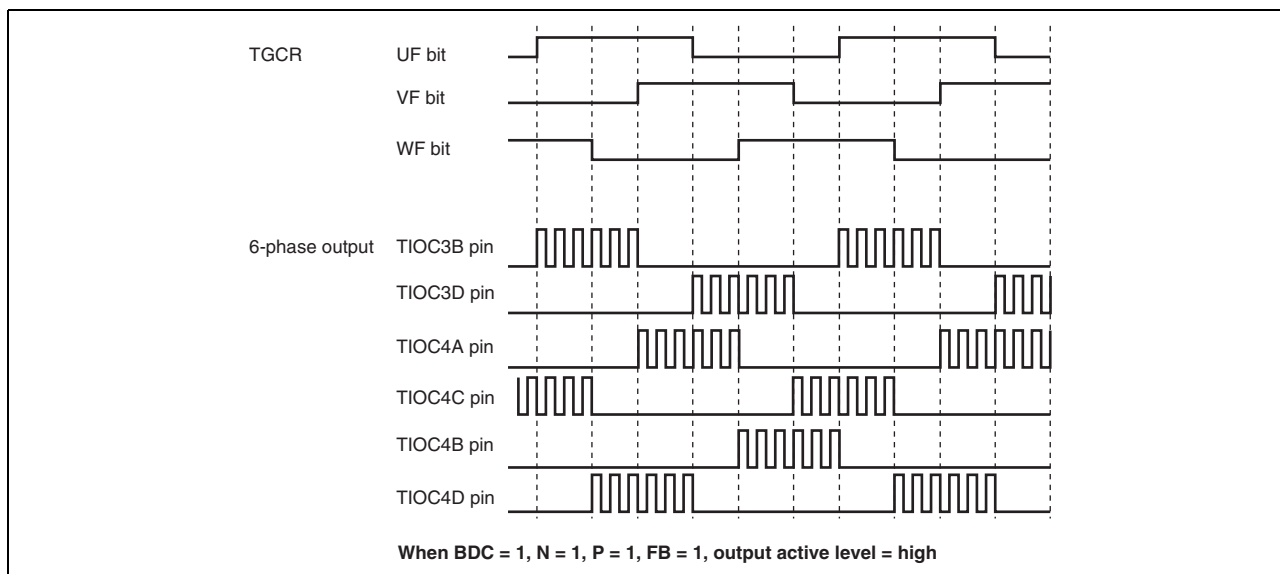 TGCR UF bit
VF bit
WF bit
6-phase output TIOC3B pin
TIOC3D pin
TIOC4A pin
TIOC4C pin
TIOC4B pin
TIOC4D pin
When BDC = 1, N = 1, P = 1, FB = 1, output active level = high